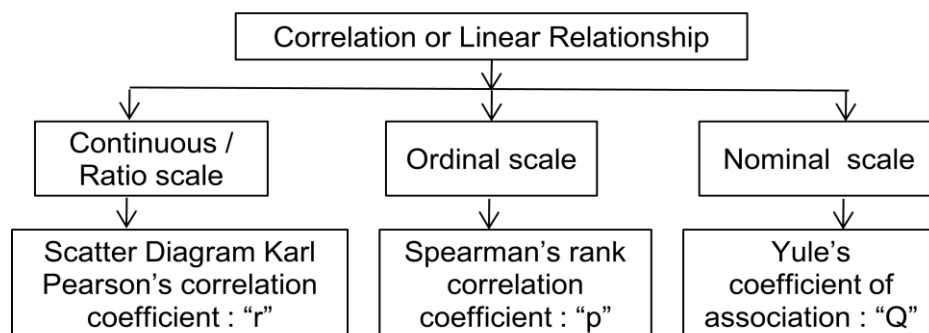 Correlation or Linear Relationship
Continuous /
Ratio scale
Ordinal scale
Nominal scale
Scatter Diagram Karl
Pearson’s correlation
coefficient : “r”
Spearman’s rank
correlation
coefficient : “p”
Yule’s
coefficient of
association : “Q”